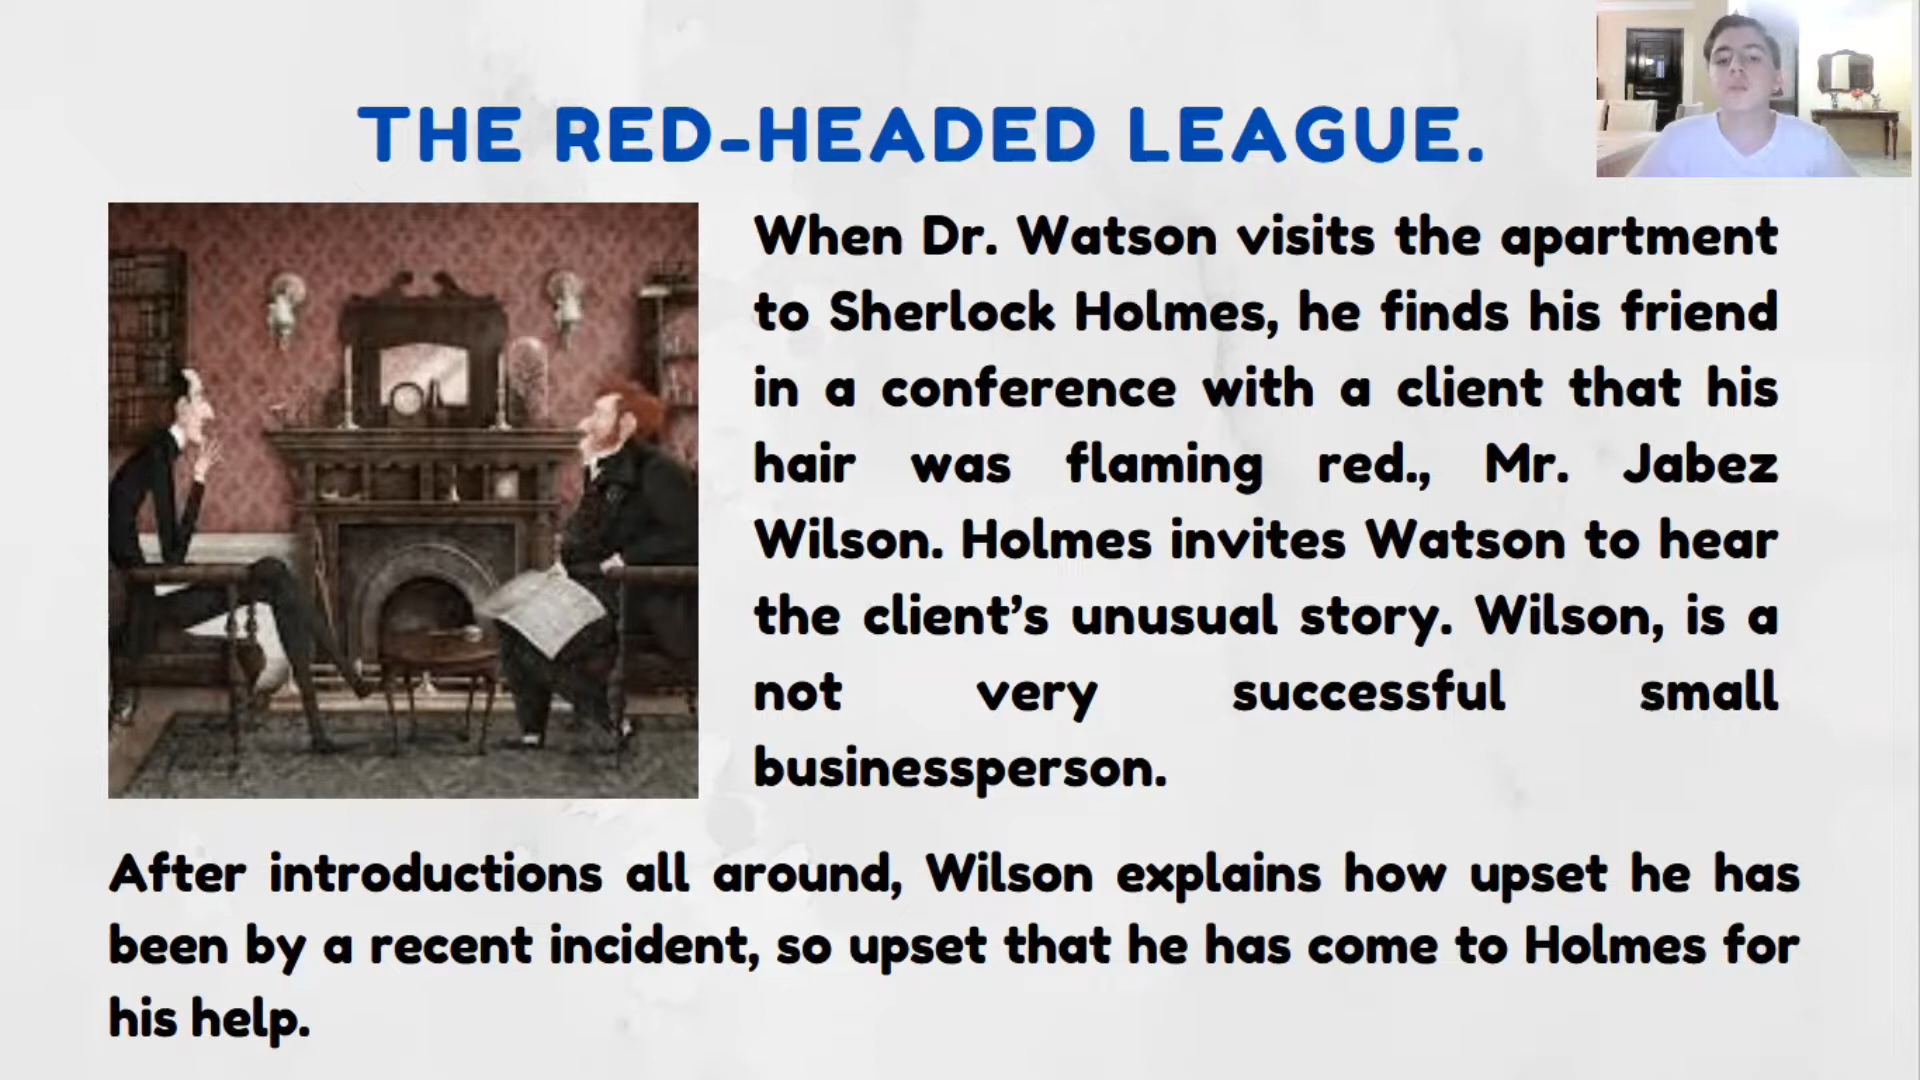 THE RED-HEADED LEAGUE.
When Dr. Watson visits the apartment
to Sherlock Holmes, he finds his friend
in a conference with a client that his
hair was flaming red., Mr. Jabez
Wilson. Holmes invites Watson to hear
the client’s unusual story. Wilson, is a
not very successful small
businessperson.
After introductions all around, Wilson explains how upset he has
been by a recent incident, so upset that he has come to Holmes for
his help.